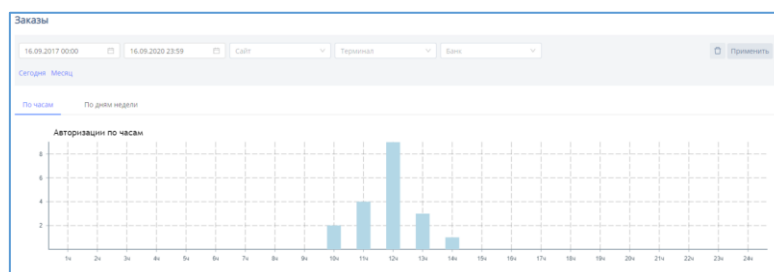 Заказы
16.09.2017 00:00 16.09.2020 23:59 Сайт Терминал Банк Применить
Сегодня Месяц
По часам По дням недели
Авторизации по часам
8
6
4
2
1ч 2ч 3ч 4ч 5ч 6ч 7ч 8ч 9ч 10ч 11ч 12ч 13ч 14ч 15ч 16ч 17ч 18ч 19ч 20ч 21ч 22ч 23ч 24ч